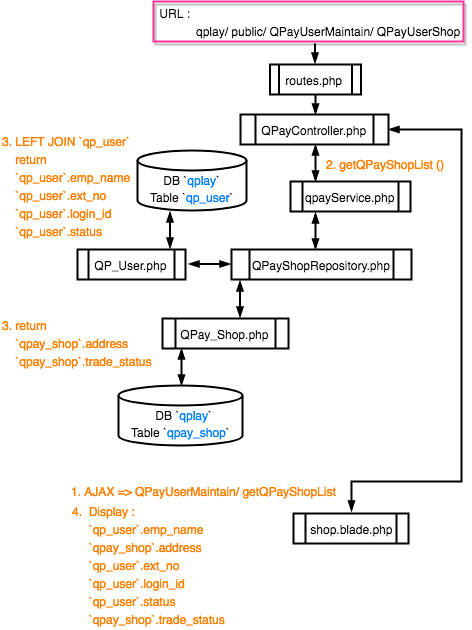 URL :
qplay/ public/ QPayUserMaintain/ QPayUserShop
routes.php
QPayController.php
3. LEFT JOIN `qp_user`
return
`qp_user`.emp_name
`qp_user`.ext_no
`qp_user`.login_id
`qp_user`.status
DB `qplay`
Table `qp_user`
2. getQPayShopList ()
qpayService.php
QP_User.php
QPayShopRepository.php
3. return
`qpay_shop`.address
`qpay_shop`.trade_status
QPay_Shop.php
DB `qplay`
Table `qpay_shop`
1. AJAX => QPayUserMaintain/ getQPayShopList
4. Display :
`qp_user`.emp_name
`qpay_shop`.address
`qp_user`.ext_no
`qp_user`.login_id
`qp_user`.status
`qpay_shop`.trade_status
shop.blade.php